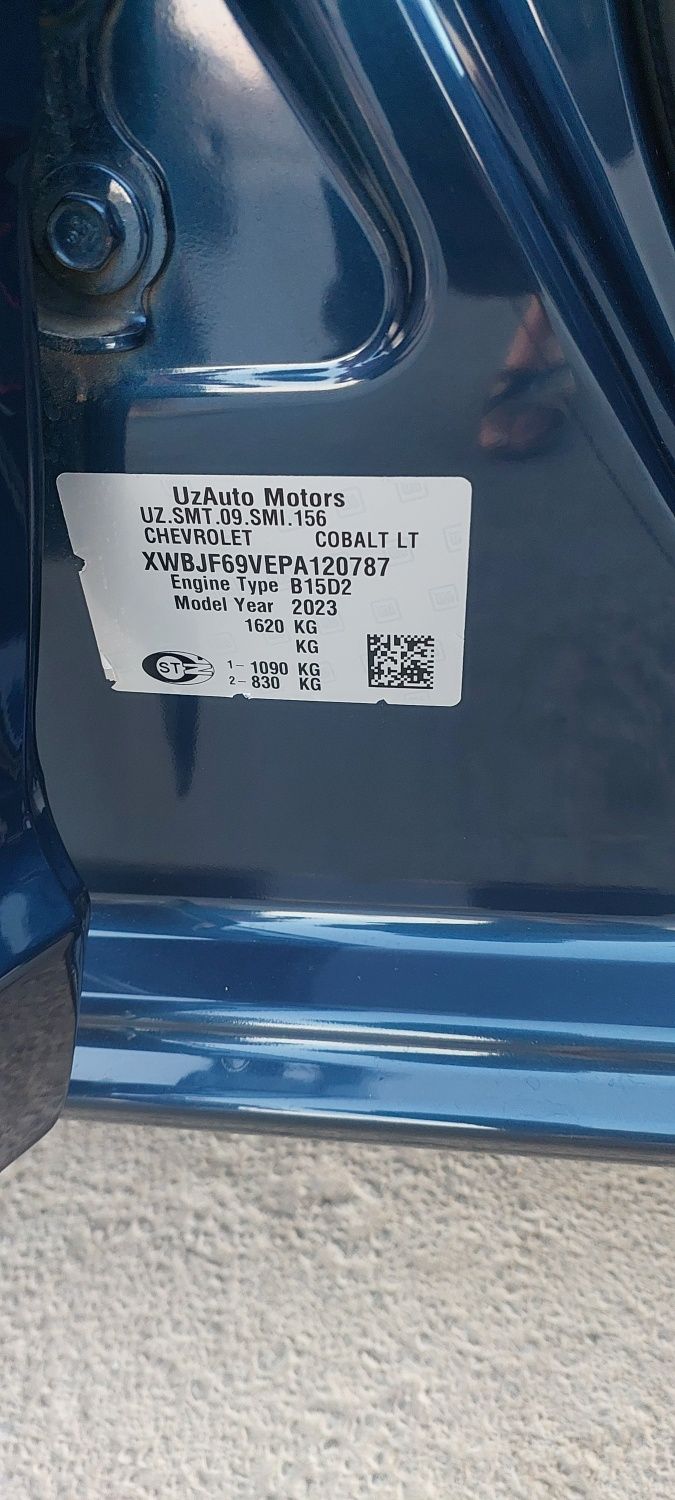 UzAuto Motors
UZ.SMT.09.SMI.156
CHEVROLET COBALT LT
XWBJF69VEPA120787
Engine Type B15D2
Model Year 2023
1620 KG
KG
1- 1090 KG
2- 830 KG